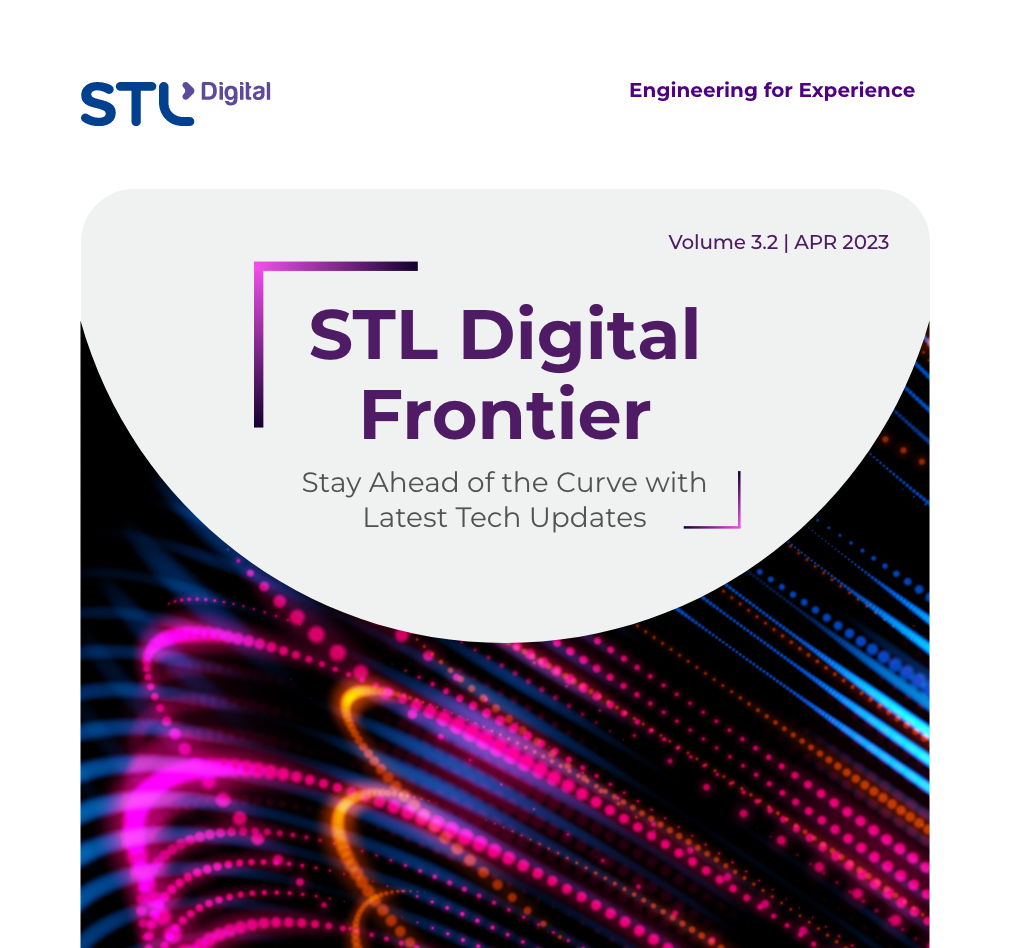 STL Digital
Engineering for Experience
Volume 3.2 | APR 2023
STL Digital
Frontier
Stay Ahead of the Curve with
Latest Tech Updates